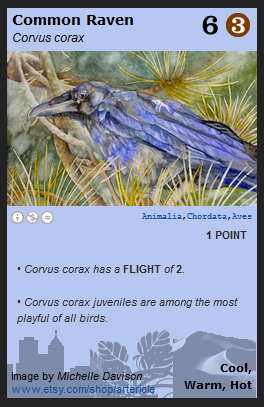 Common Raven 6 3
Corvus corax
Animalia,Chordata,Aves
1 POINT
• Corvus corax has a FLIGHT of 2.
• Corvus corax juveniles are among the most
playful of all birds.
Cool,
Image by Michelle Davison
Warm, Hot
www.etsy.com/shop/arteriole